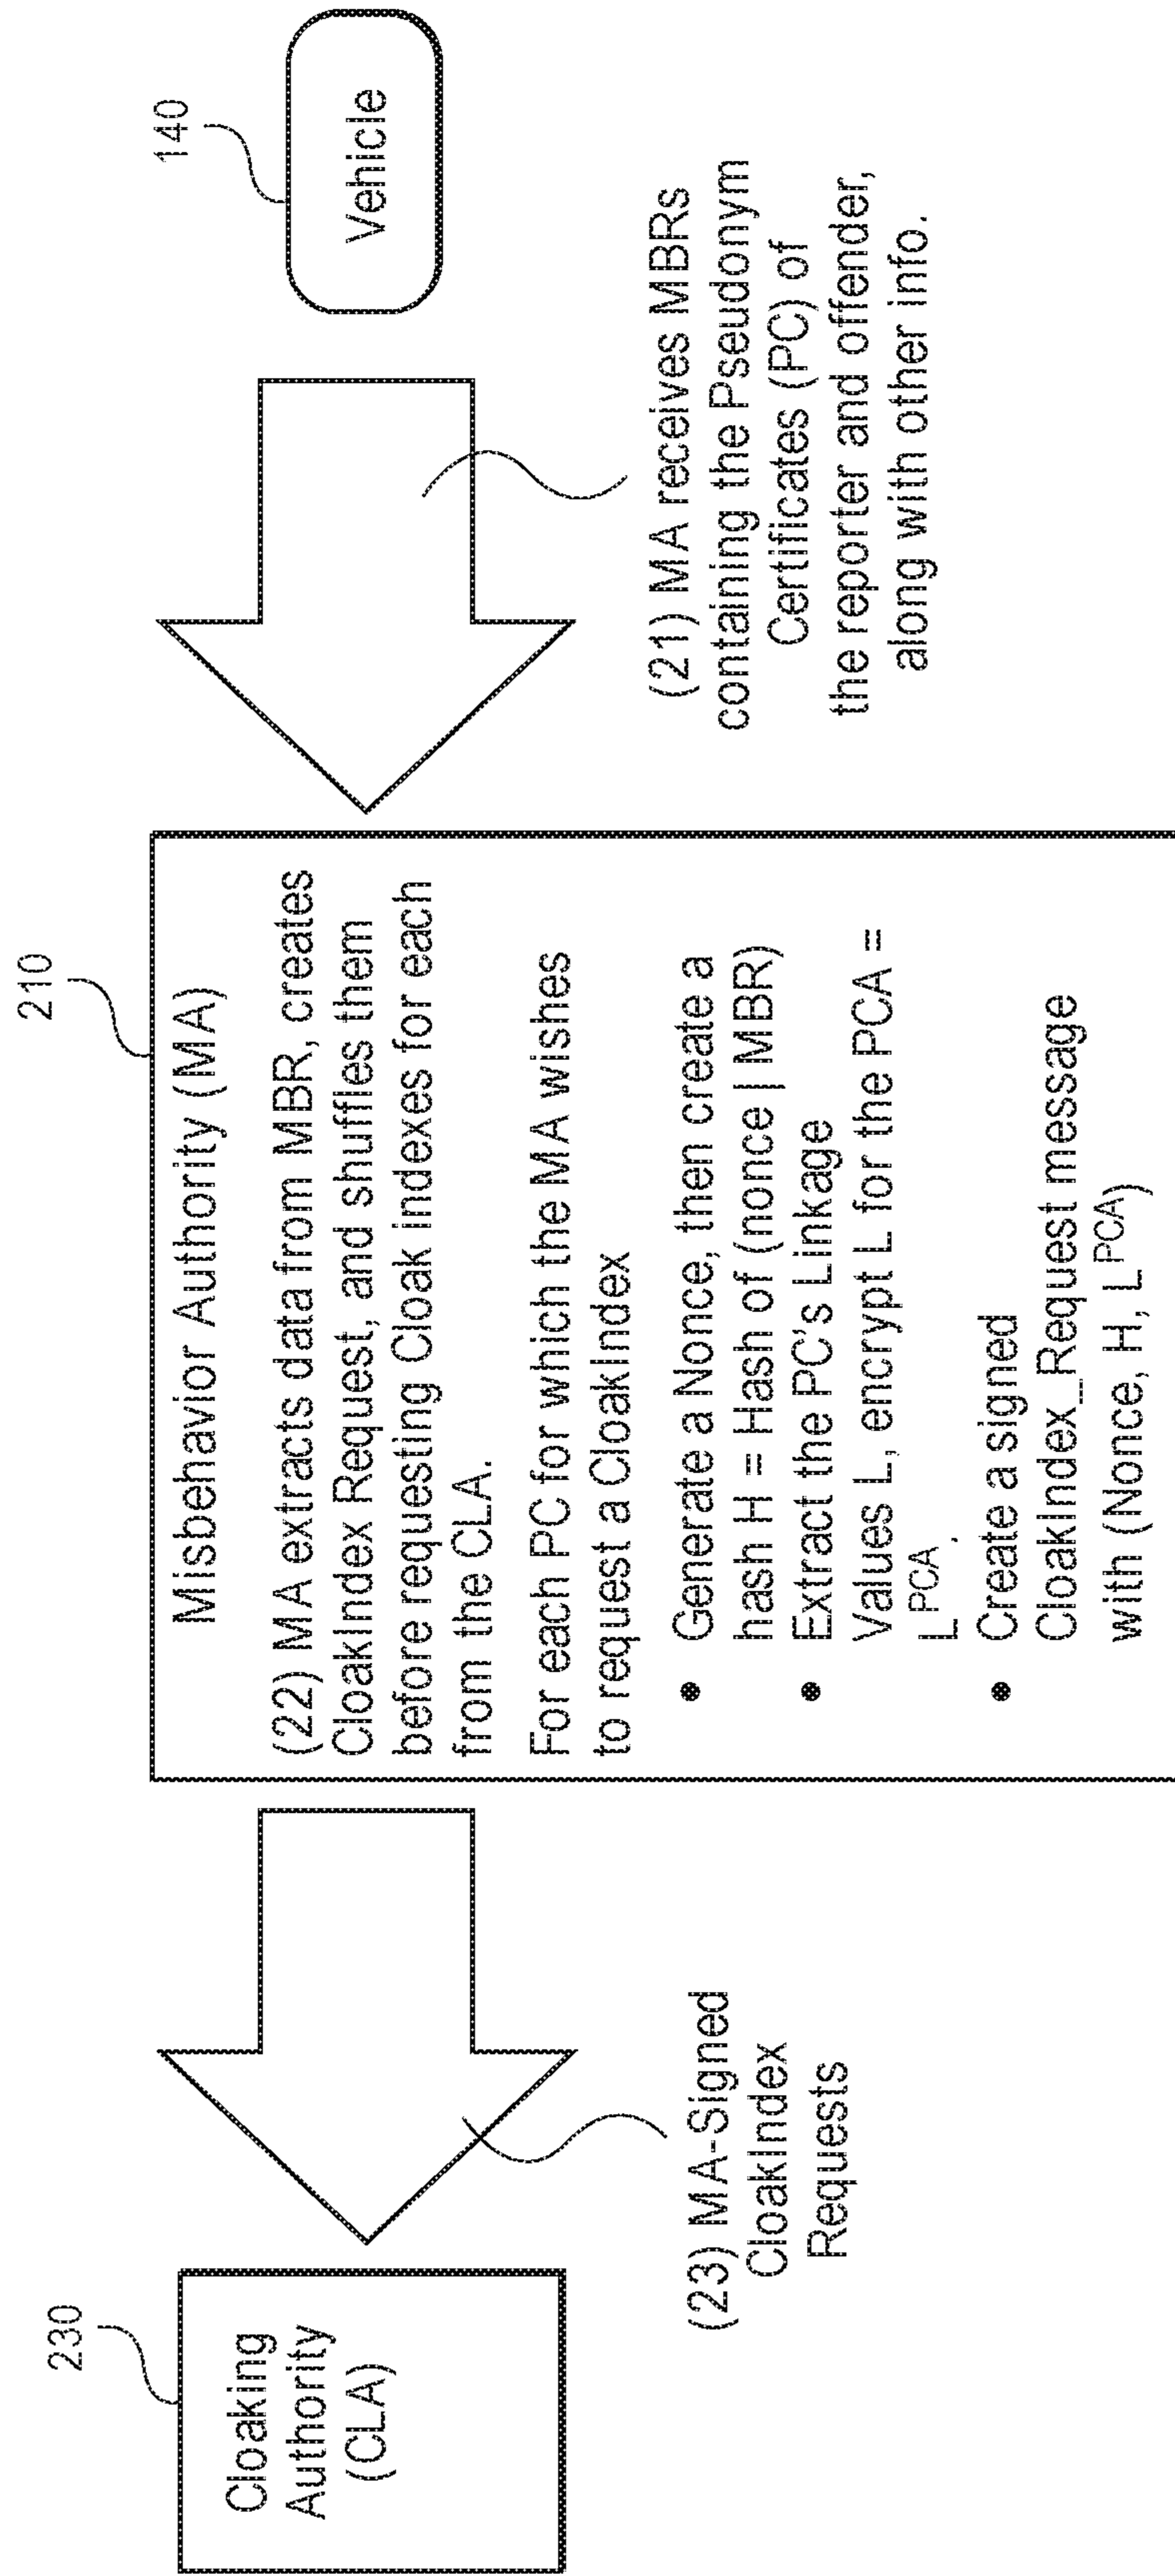 230
Cloaking
Authority
(CLA)
(23) MA-Signed
CloakIndex
Requests
210
Misbehavior Authority (MA)
(22) MA extracts data from MBR, creates
CloakIndex Request, and shuffles them
before requesting Cloak indexes for each
from the CLA.
For each PC for which the MA wishes
to request a CloakIndex
• Generate a Nonce, then create a
hash H = Hash of (nonce | MBR)
• Extract the PC's Linkage
Values L, encrypt L for the PCA =
L^PCA.
• Create a signed
CloakIndex_Request message
with (Nonce, H, L^PCA)
140
Vehicle
(21) MA receives MBRs
containing the Pseudonym
Certificates (PC) of
the reporter and offender,
along with other info.